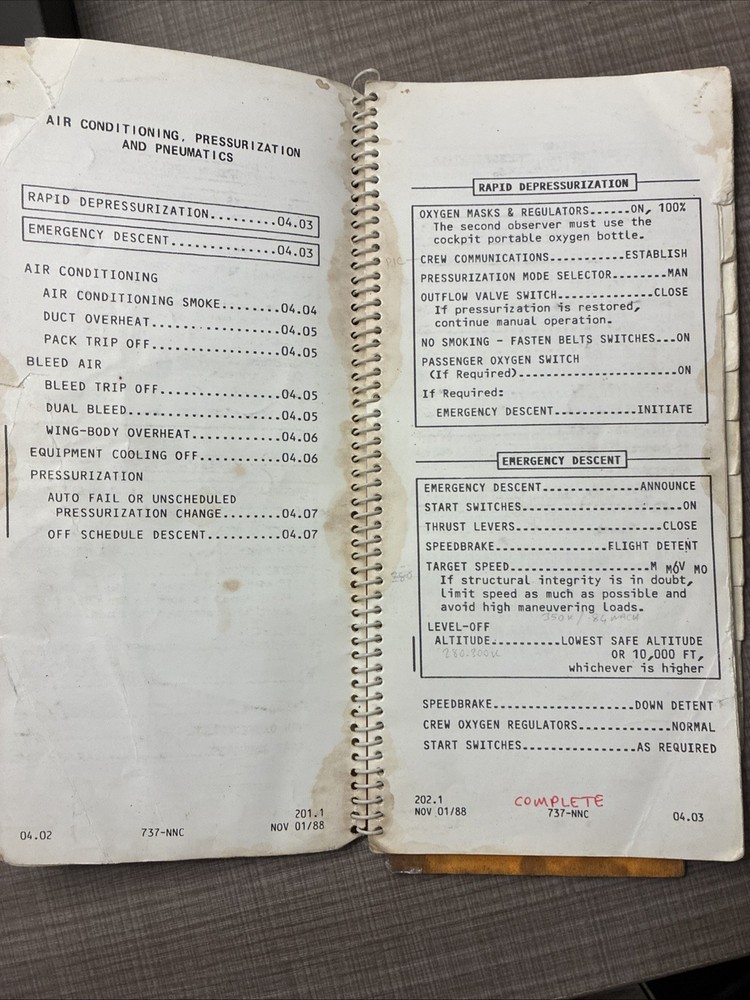 AIR CONDITIONING, PRESSURIZATION
AND PNEUMATICS
RAPID DEPRESSURIZATION.........04.03
EMERGENCY DESCENT..............04.03
AIR CONDITIONING
AIR CONDITIONING SMOKE........04.04
DUCT OVERHEAT.................04.05
PACK TRIP OFF.................04.05
BLEED AIR
BLEED TRIP OFF................04.05
DUAL BLEED....................04.05
WING-BODY OVERHEAT............04.06
EQUIPMENT COOLING OFF...........04.06
PRESSURIZATION
AUTO FAIL OR UNSCHEDULED
PRESSURIZATION CHANGE........04.07
OFF SCHEDULE DESCENT..........04.07
04.02
737-NNC
201.1
NOV 01/88
RAPID DEPRESSURIZATION
OXYGEN MASKS & REGULATORS......ON, 100%
The second observer must use the
cockpit portable oxygen bottle.
CREW COMMUNICATIONS...........ESTABLISH
PRESSURIZATION MODE SELECTOR........MAN
OUTFLOW VALVE SWITCH..............CLOSE
If pressurization is restored,
continue manual operation.
NO SMOKING - FASTEN BELTS SWITCHES...ON
PASSENGER OXYGEN SWITCH
(If Required).......................ON
If Required:
EMERGENCY DESCENT............INITIATE
EMERGENCY DESCENT
EMERGENCY DESCENT..............ANNOUNCE
START SWITCHES.......................ON
THRUST LEVERS.....................CLOSE
SPEEDBRAKE................FLIGHT DETENT
TARGET SPEED....................M MO/V MO
If structural integrity is in doubt,
limit speed as much as possible and
avoid high maneuvering loads.
350K / .84 MACH
LEVEL-OFF
ALTITUDE..........LOWEST SAFE ALTITUDE
280-300K
OR 10,000 FT,
whichever is higher
SPEEDBRAKE..................DOWN DETENT
CREW OXYGEN REGULATORS...........NORMAL
START SWITCHES..............AS REQUIRED
202.1
NOV 01/88
COMPLETE
737-NNC
04.03